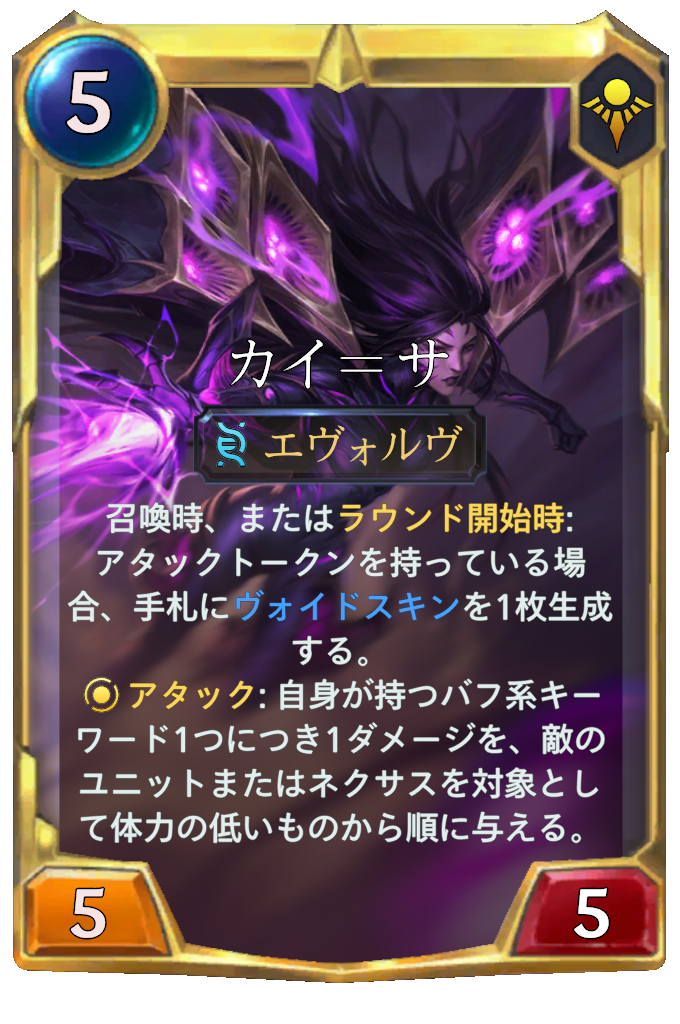 5
カイ=サ
エヴォルヴ
召喚時、またはラウンド開始時:
アタックトークンを持っている場
合、手札にヴォイドスキンを1枚生成
する。
アタック: 自身が持つバフ系キー
ワード1つにつき1ダメージを、敵の
ユニットまたはネクサスを対象とし
て体力の低いものから順に与える。
5
5